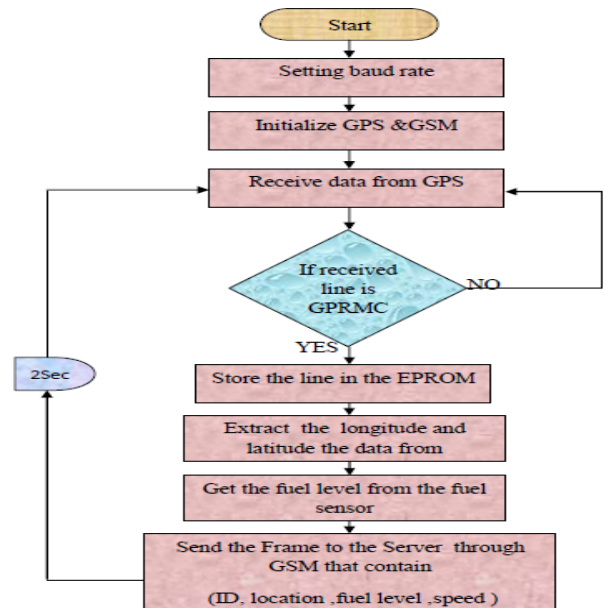 Start
Setting baud rate
Initialize GPS &GSM
Receive data from GPS
If received
line is
GPRMC
NO
YES
2Sec
Store the line in the EPROM
Extract the longitude and
latitude the data from
Get the fuel level from the fuel
sensor
Send the Frame to the Server through
GSM that contain
(ID, location ,fuel level ,speed )